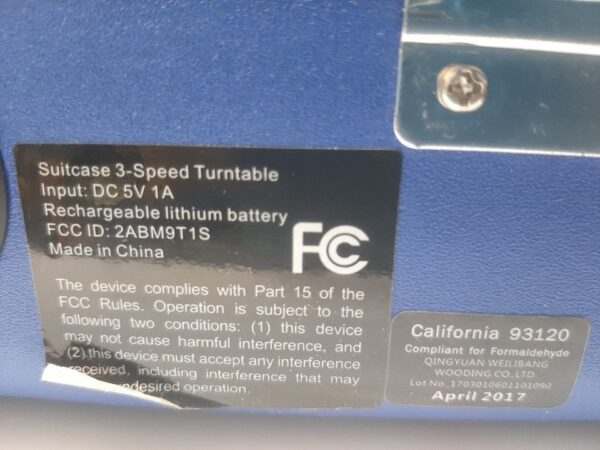 Suitcase 3-Speed Turntable
Input: DC 5V 1A
Rechargeable lithium battery
FCC ID: 2ABM9T1S
Made in China
FC
The device complies with Part 15 of the
FCC Rules. Operation is subject to the
following two conditions: (1) this device
may not cause harmful interference, and
(2) this device must accept any interference
received, including interference that may
undesired operation.
California 93120
Compliant for Formaldehyde
QINGYUAN WEILIBANG
WOODING CO., LTD
Lot No. 1703010601101090
April 2017